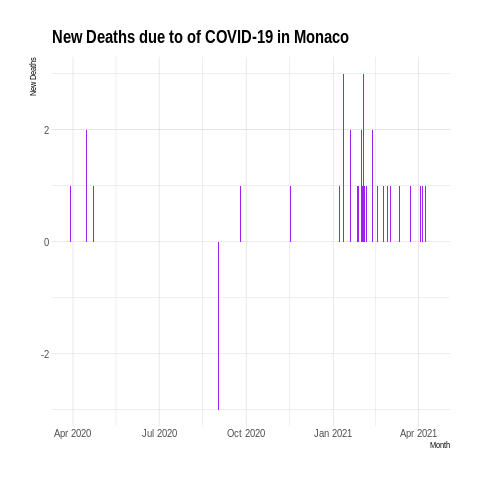 New Deaths due to of COVID-19 in Monaco
New Deaths
2
0
-2
Apr 2020 Jul 2020 Oct 2020 Jan 2021 Apr 2021
Month